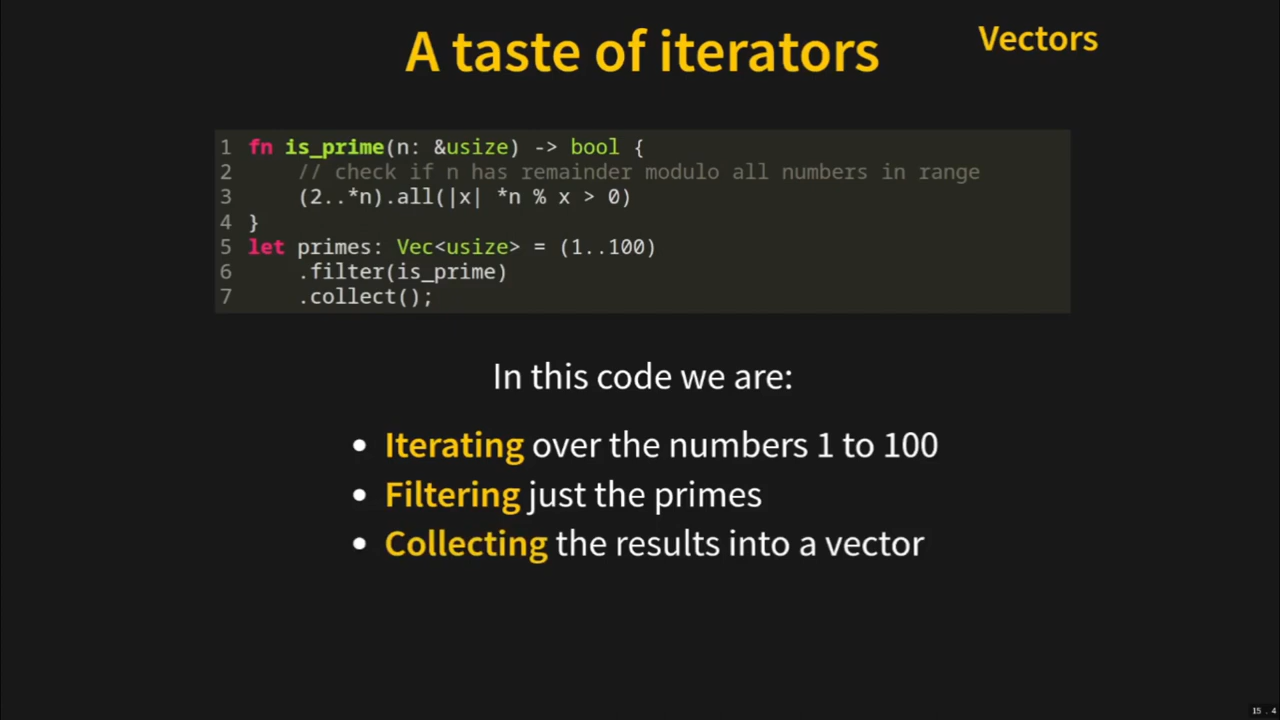 A taste of iterators
Vectors
1 fn is_prime(n: &usize) -> bool {
2     // check if n has remainder modulo all numbers in range
3     (2..*n).all(|x| *n % x > 0)
4 }
5 let primes: Vec<usize> = (1..100)
6     .filter(is_prime)
7     .collect();
In this code we are:
• Iterating over the numbers 1 to 100
• Filtering just the primes
• Collecting the results into a vector
15 . 4